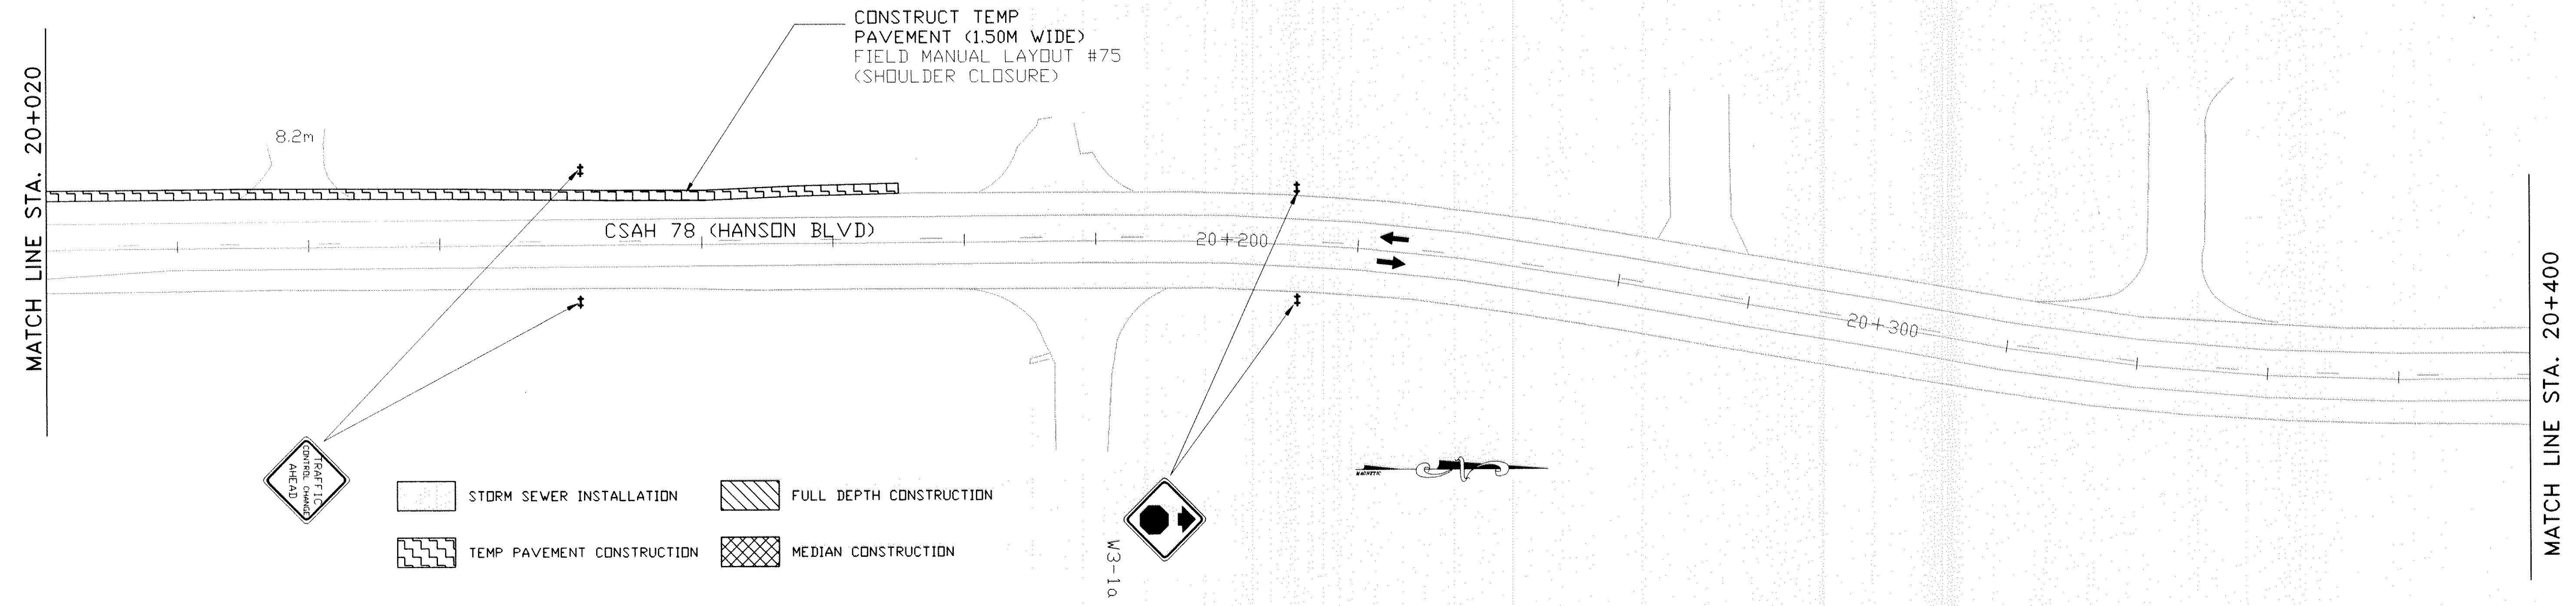 CONSTRUCT TEMP
PAVEMENT (1.50M WIDE)
FIELD MANUAL LAYOUT #75
(SHOULDER CLOSURE)
MATCH LINE STA. 20+020
8.2m
CSAH 78 (HANSON BLVD)
20+200
20+300
MATCH LINE STA. 20+400
TRAFFIC
CONTROL CHANGE
AHEAD
STORM SEWER INSTALLATION
FULL DEPTH CONSTRUCTION
TEMP PAVEMENT CONSTRUCTION
MEDIAN CONSTRUCTION
W3-1a
MAGNETIC